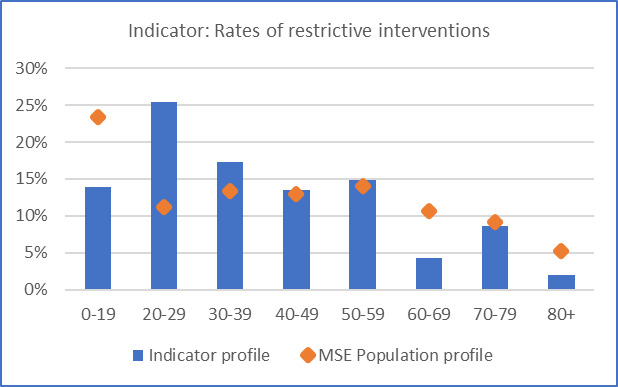 Indicator: Rates of restrictive interventions
30%
25%
20%
15%
10%
5%
0%
0-19 20-29 30-39 40-49 50-59 60-69 70-79 80+
Indicator profile MSE Population profile